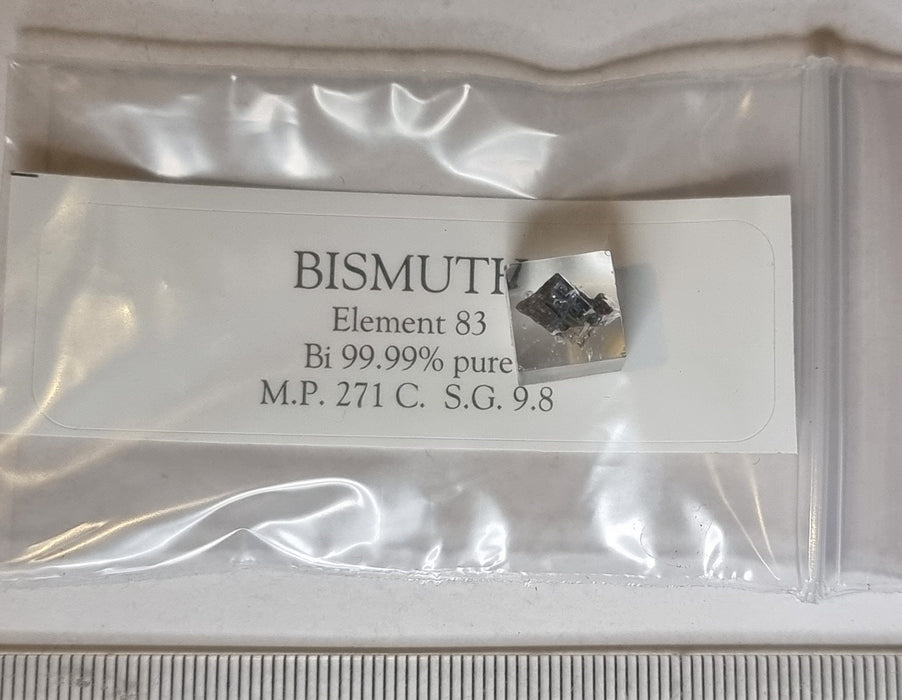 BISMUTH
Element 83
Bi 99.99% pure
M.P. 271 C. S.G. 9.8